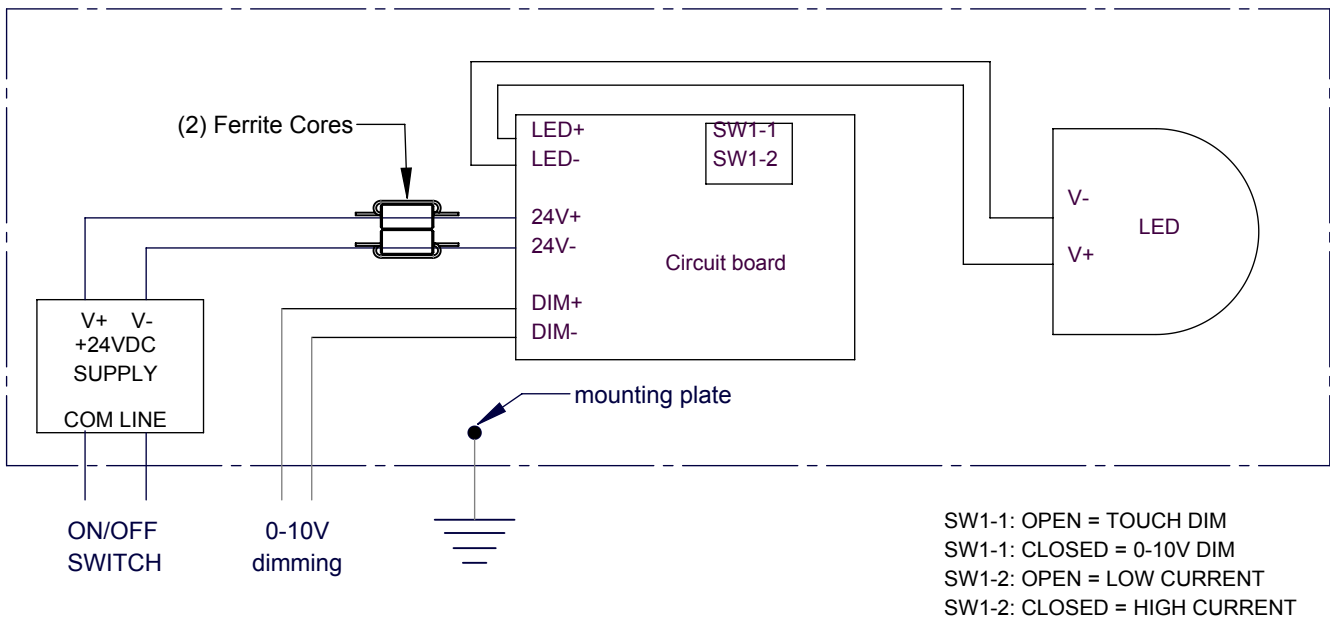 (2) Ferrite Cores
LED+
LED-
SW1-1
SW1-2
24V+
24V-
Circuit board
DIM+
DIM-
V-
LED
V+
V+ V-
+24VDC
SUPPLY
COM LINE
mounting plate
ON/OFF
SWITCH
0-10V
dimming
SW1-1: OPEN = TOUCH DIM
SW1-1: CLOSED = 0-10V DIM
SW1-2: OPEN = LOW CURRENT
SW1-2: CLOSED = HIGH CURRENT